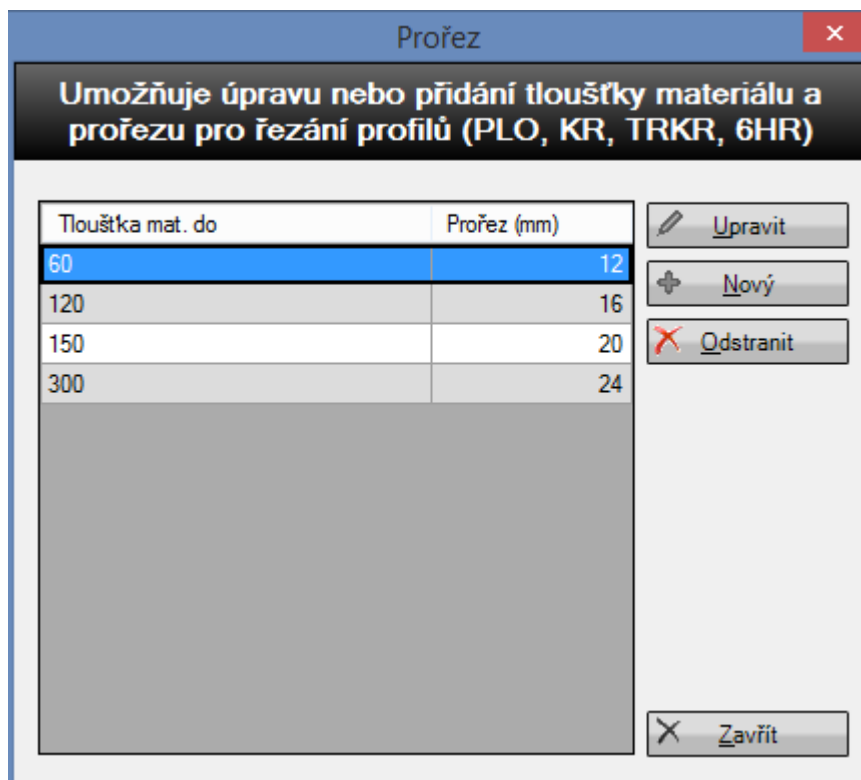 Prořez
Umožňuje úpravu nebo přidání tloušťky materiálu a
prořezu pro řezání profilů (PLO, KR, TRKR, 6HR)
Tloušťka mat. do Prořez (mm)
60 12
120 16
150 20
300 24
Upravit
Nový
Odstranit
Zavřít